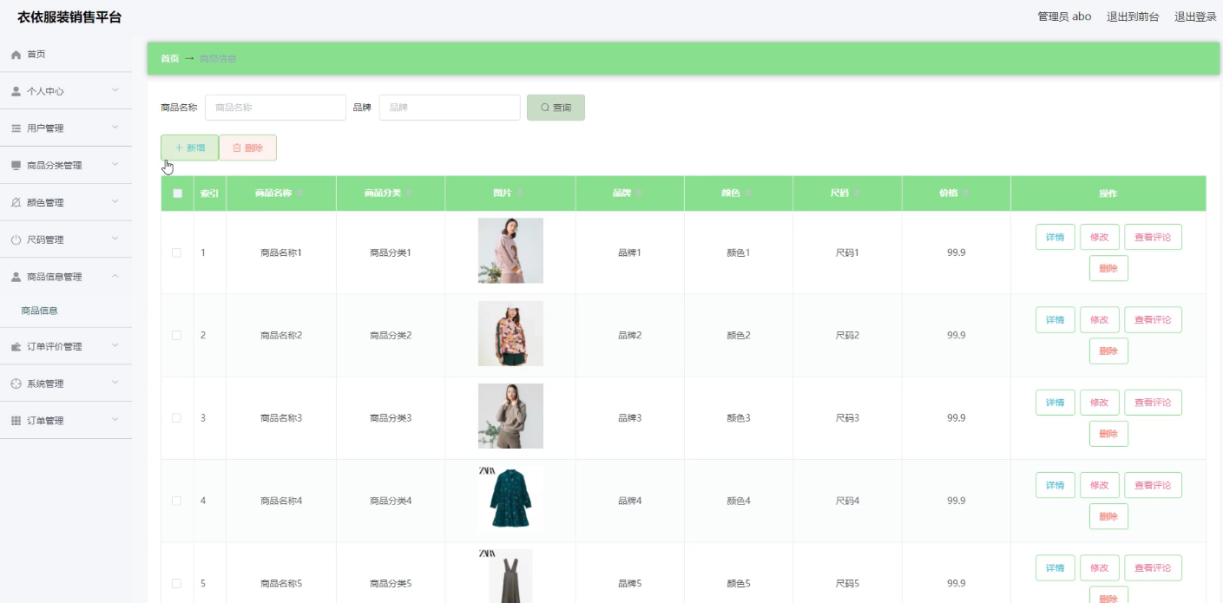 衣依服装销售平台
管理员 abo 退出到前台 退出登录
首页
个人中心
用户管理
商品分类管理
颜色管理
尺码管理
商品信息管理
商品信息
订单评价管理
系统管理
订单管理
首页 → 商品信息
商品名称 商品名称 品牌 品牌 查询
+ 新增 删除
索引 商品名称 商品分类 图片 品牌 颜色 尺码 价格 操作
1 商品名称1 商品分类1 品牌1 颜色1 尺码1 99.9 详情 修改 查看评论
删除
2 商品名称2 商品分类2 品牌2 颜色2 尺码2 99.9 详情 修改 查看评论
删除
3 商品名称3 商品分类3 品牌3 颜色3 尺码3 99.9 详情 修改 查看评论
删除
ZARA
4 商品名称4 商品分类4 品牌4 颜色4 尺码4 99.9 详情 修改 查看评论
删除
ZARA
5 商品名称5 商品分类5 品牌5 颜色5 尺码5 99.9 详情 修改 查看评论
删除